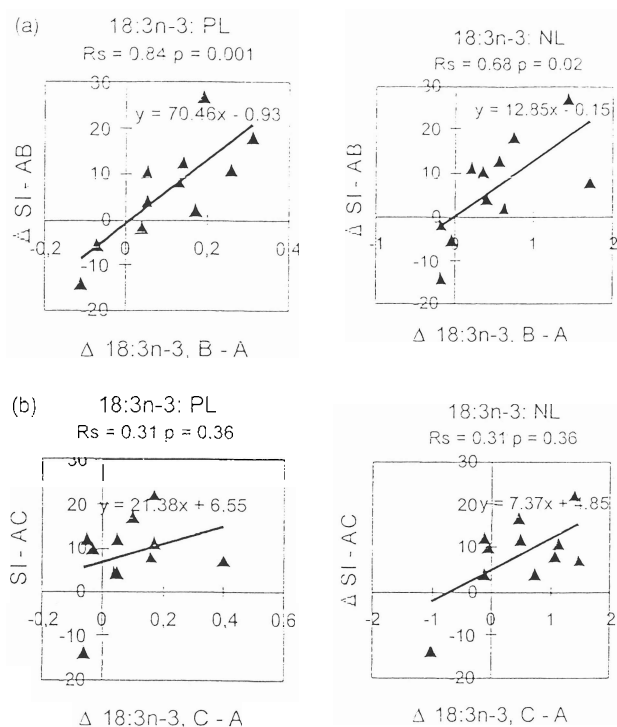 (a)
18:3n-3: PL
Rs = 0.84 p = 0.001
30
20
10
0
-10
-20
y = 70.46x - 0.93
-0,2
0
0,2
0,4
Δ SI - AB
Δ 18:3n-3, B - A
18:3n-3: NL
Rs = 0.68 p = 0.02
30
20
10
0
-10
-20
y = 12.85x - 0.15
-1
0
1
2
Δ SI - AB
Δ 18:3n-3, B - A
(b)
18:3n-3: PL
Rs = 0.31 p = 0.36
30
20
10
0
-10
-20
y = 21.38x + 6.55
-0,2
0
0,2
0,4
0,6
SI - AC
Δ 18:3n-3, C - A
18:3n-3: NL
Rs = 0.31 p = 0.36
30
20
10
0
-10
-20
y = 7.37x + 4.85
-2
-1
0
1
2
Δ SI - AC
Δ 18:3n-3, C - A